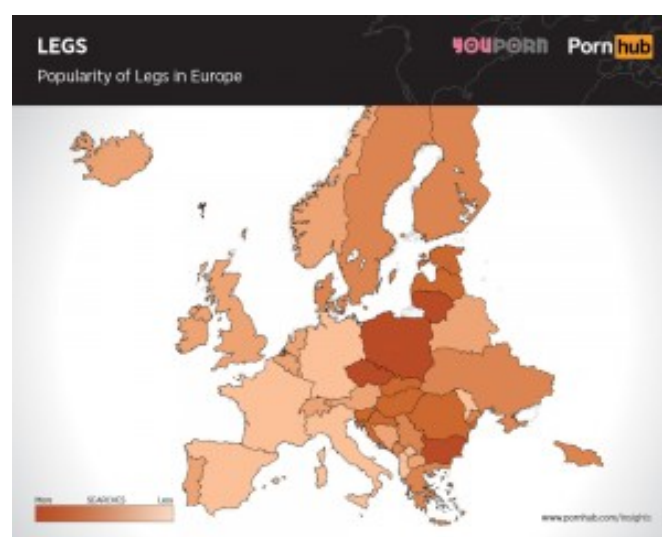 LEGS
YOUPORN Pornhub
Popularity of Legs in Europe
More SEARCHES Less
www.pornhub.com/insights